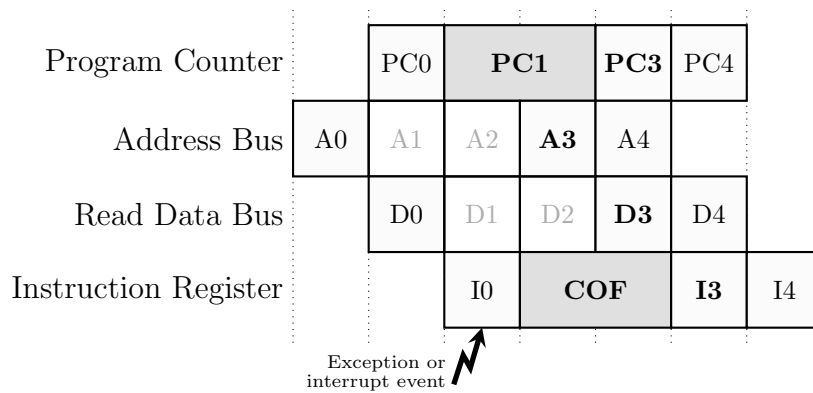 Program Counter PC0 PC1 PC3 PC4
Address Bus A0 A1 A2 A3 A4
Read Data Bus D0 D1 D2 D3 D4
Instruction Register I0 COF I3 I4
Exception or
interrupt event